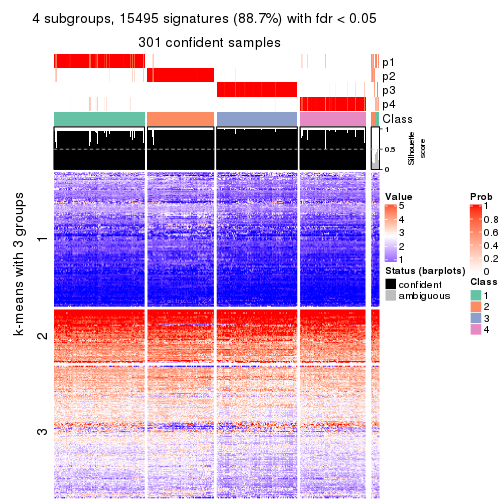 4 subgroups, 15495 signatures (88.7%) with fdr < 0.05
301 confident samples
p1
p2
p3
p4
Class
1
0.5
0
Silhouette
score
k-means with 3 groups
1
2
3
Value
5
4
3
2
1
Status (barplots)
confident
ambiguous
Prob
1
0.8
0.6
0.4
0.2
0
Class
1
2
3
4